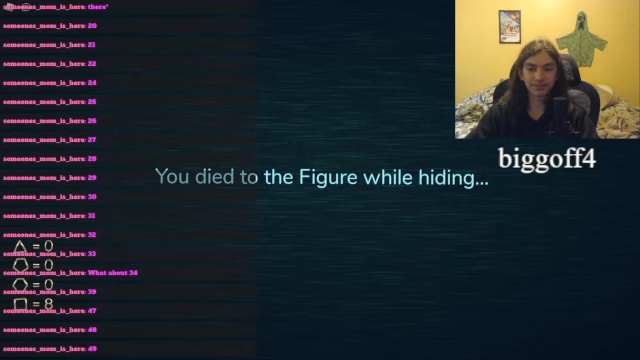 someones_mom_is_here: there*
someones_mom_is_here: 20
someones_mom_is_here: 21
someones_mom_is_here: 22
someones_mom_is_here: 24
someones_mom_is_here: 25
someones_mom_is_here: 26
someones_mom_is_here: 27
someones_mom_is_here: 28
someones_mom_is_here: 29
someones_mom_is_here: 30
someones_mom_is_here: 31
someones_mom_is_here: 32
= 0
someones_mom_is_here: 33
= 0
someones_mom_is_here: What about 34
= 0
someones_mom_is_here: 39
= 8
someones_mom_is_here: 47
someones_mom_is_here: 48
someones_mom_is_here: 49
You died to the Figure while hiding...
biggoff4